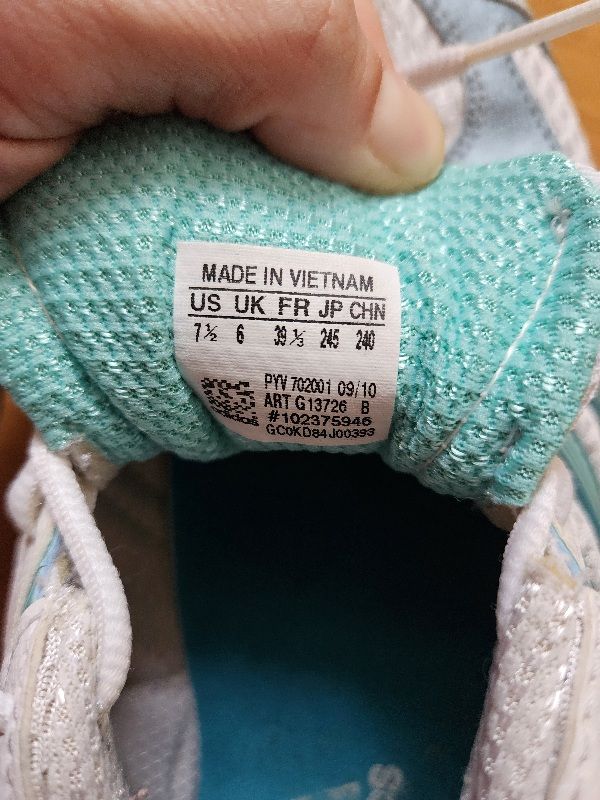 MADE IN VIETNAM
US UK FR JP CHN
7½ 6 39⅓ 245 240
PYV 702001 09/10
ART G13726 B
#102375946
GC0KD84J00393